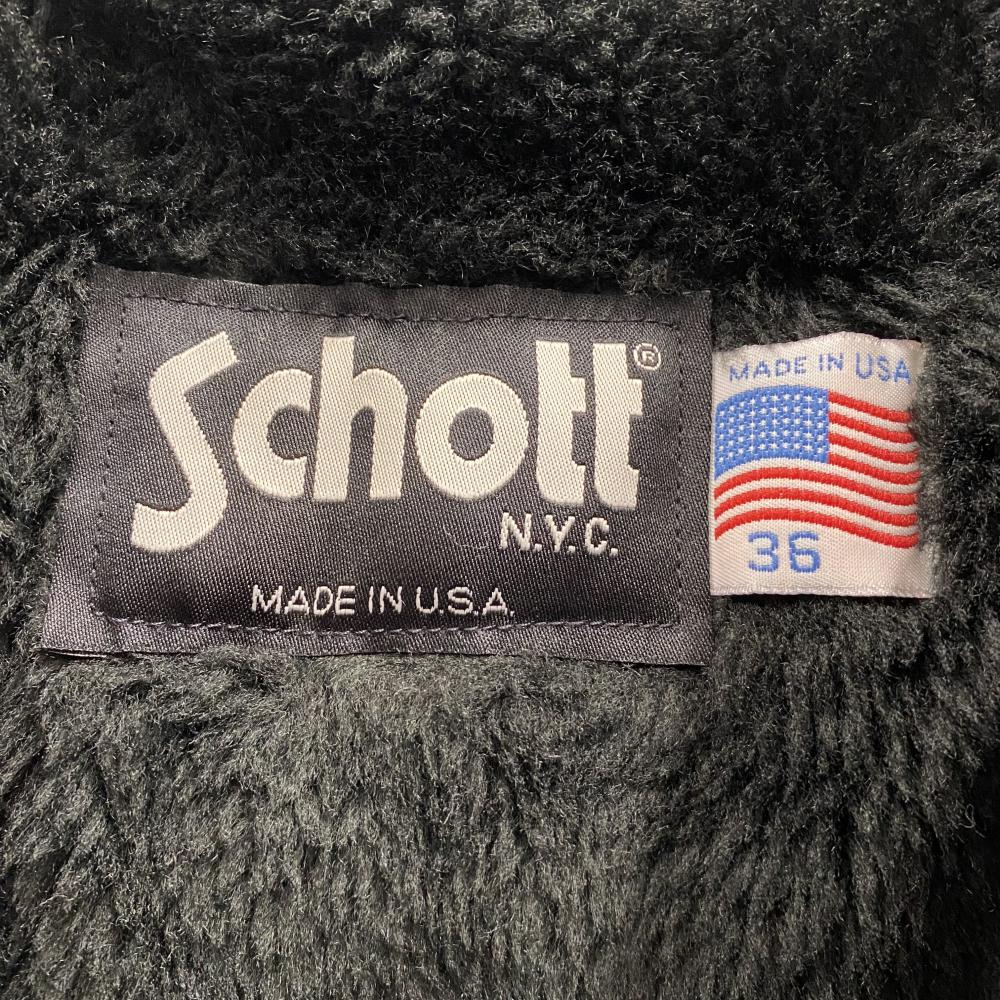 Schott®
N.Y.C.
MADE IN U.S.A.
MADE IN USA
36